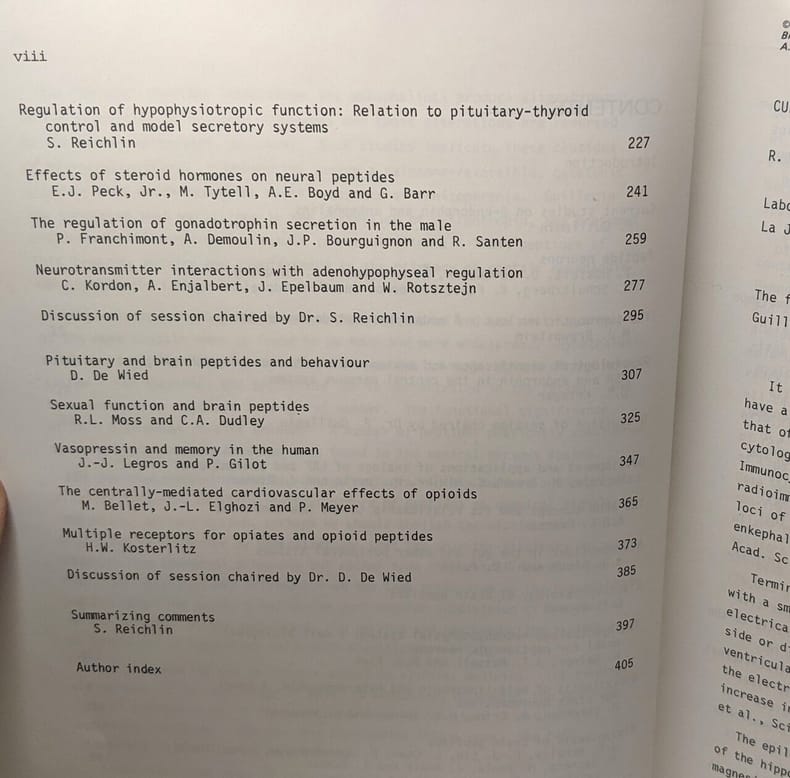 viii
Regulation of hypophysiotropic function: Relation to pituitary-thyroid
control and model secretory systems
S. Reichlin 227
Effects of steroid hormones on neural peptides
E.J. Peck, Jr., M. Tytell, A.E. Boyd and G. Barr 241
The regulation of gonadotrophin secretion in the male
P. Franchimont, A. Demoulin, J.P. Bourguignon and R. Santen 259
Neurotransmitter interactions with adenohypophyseal regulation
C. Kordon, A. Enjalbert, J. Epelbaum and W. Rotsztejn 277
Discussion of session chaired by Dr. S. Reichlin 295
Pituitary and brain peptides and behaviour
D. De Wied 307
Sexual function and brain peptides
R.L. Moss and C.A. Dudley 325
Vasopressin and memory in the human
J.-J. Legros and P. Gilot 347
The centrally-mediated cardiovascular effects of opioids
M. Bellet, J.-L. Elghozi and P. Meyer 365
Multiple receptors for opiates and opioid peptides
H.W. Kosterlitz 373
Discussion of session chaired by Dr. D. De Wied 385
Summarizing comments
S. Reichlin 397
Author index 405
©
A.
CU
R.
Labo
La J
The f
Guill
It
have a
that of
cytolog
Immunoc
radioimm
loci of
enkephal
Acad. Sc
Termin
with a sm
electrica
side or d
ventricula
the electr
increase in
et al., Sci
The epil
of the hippo
magne